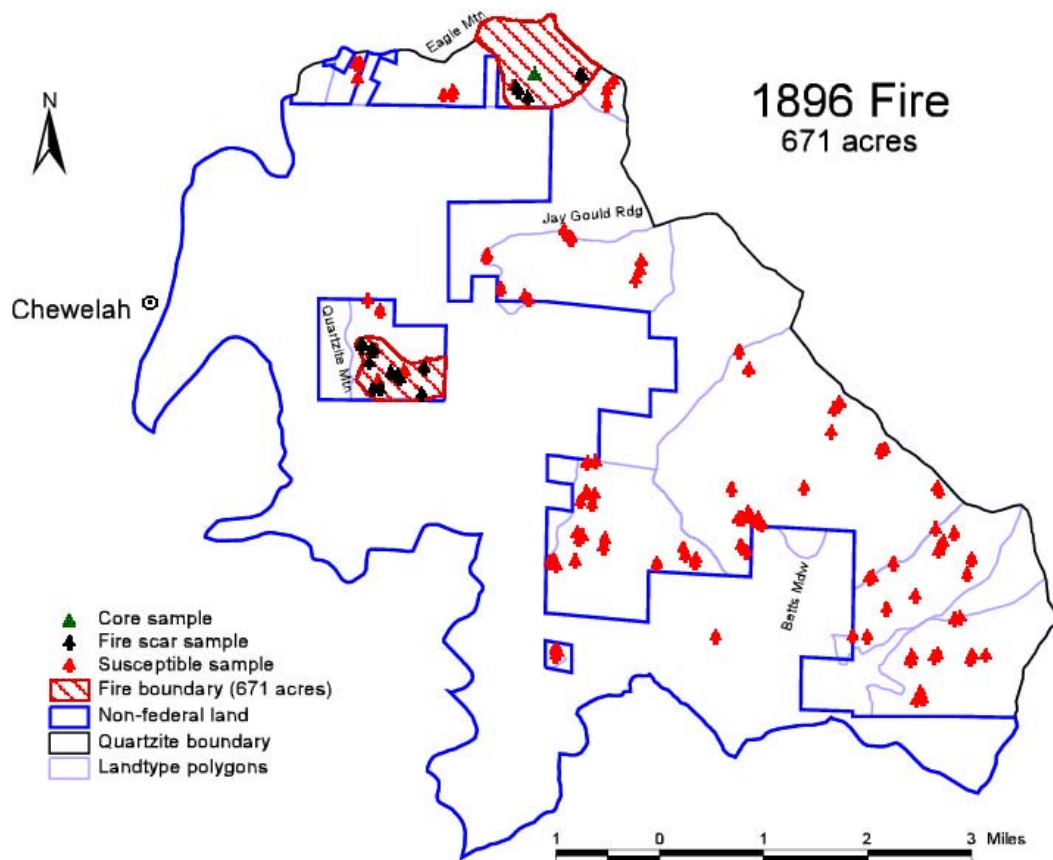 Eagle Mtn
N
1896 Fire
671 acres
Jay Gould Rdg
Chewelah
Quartzite Mtn
Betts Mdw
Core sample
Fire scar sample
Susceptible sample
Fire boundary (671 acres)
Non-federal land
Quartzite boundary
Landtype polygons
1 0 1 2 3 Miles